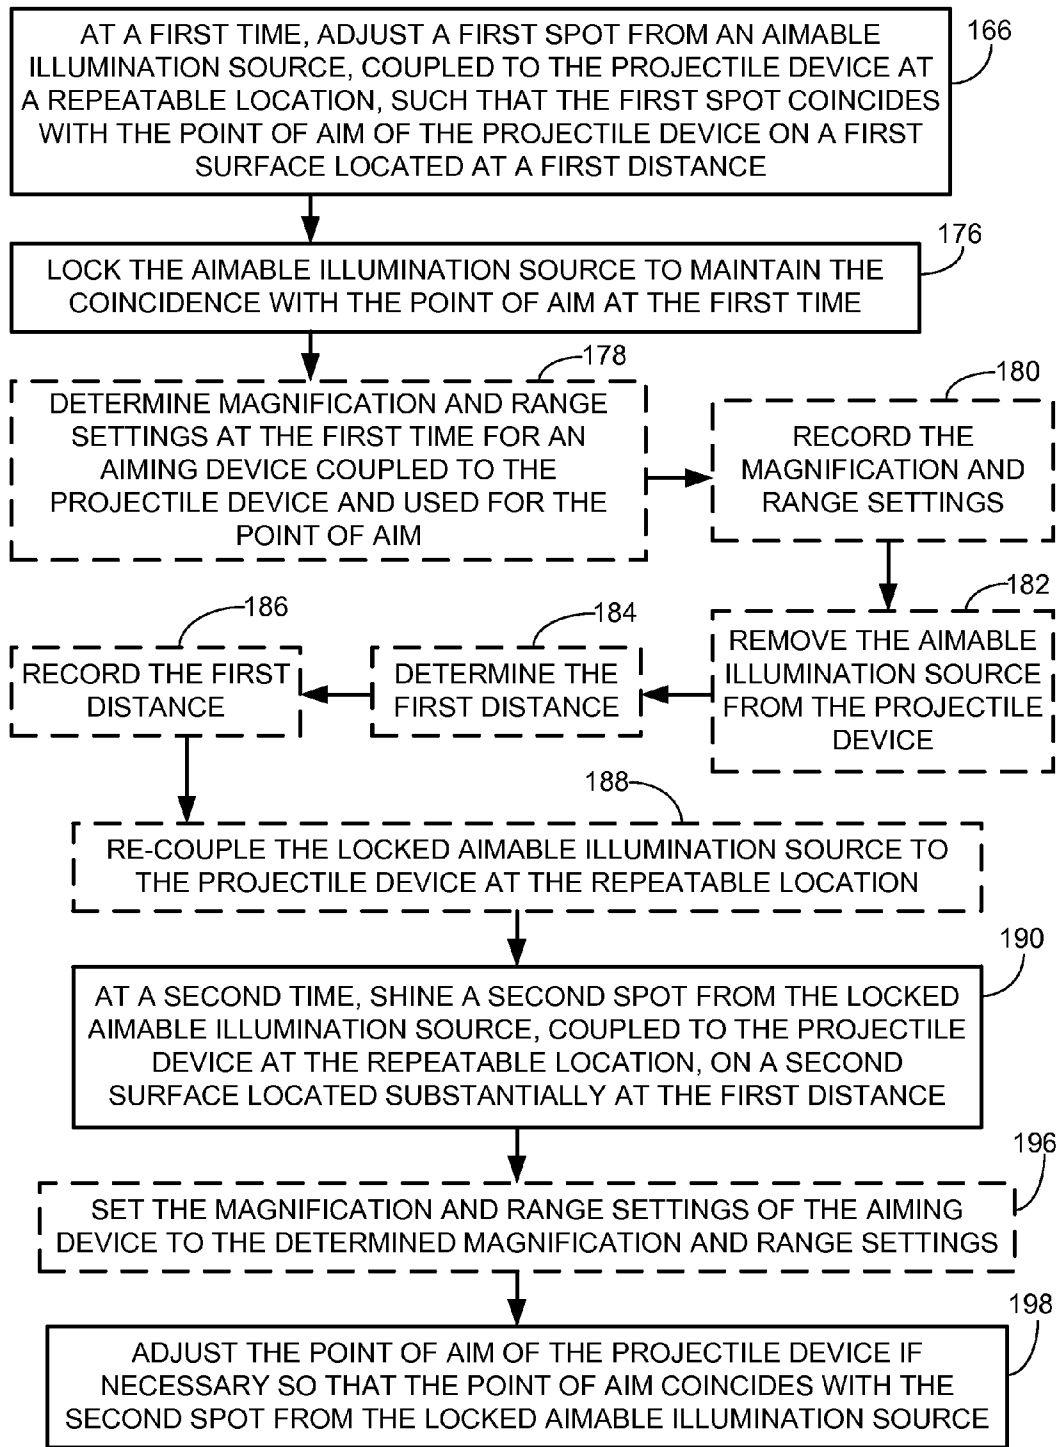 AT A FIRST TIME, ADJUST A FIRST SPOT FROM AN AIMABLE
ILLUMINATION SOURCE, COUPLED TO THE PROJECTILE DEVICE AT
A REPEATABLE LOCATION, SUCH THAT THE FIRST SPOT COINCIDES
WITH THE POINT OF AIM OF THE PROJECTILE DEVICE ON A FIRST
SURFACE LOCATED AT A FIRST DISTANCE
166
LOCK THE AIMABLE ILLUMINATION SOURCE TO MAINTAIN THE
COINCIDENCE WITH THE POINT OF AIM AT THE FIRST TIME
176
178
DETERMINE MAGNIFICATION AND RANGE
SETTINGS AT THE FIRST TIME FOR AN
AIMING DEVICE COUPLED TO THE
PROJECTILE DEVICE AND USED FOR THE
POINT OF AIM
180
RECORD THE
MAGNIFICATION AND
RANGE SETTINGS
182
REMOVE THE AIMABLE
ILLUMINATION SOURCE
FROM THE PROJECTILE
DEVICE
184
DETERMINE THE
FIRST DISTANCE
186
RECORD THE FIRST
DISTANCE
188
RE-COUPLE THE LOCKED AIMABLE ILLUMINATION SOURCE TO
THE PROJECTILE DEVICE AT THE REPEATABLE LOCATION
190
AT A SECOND TIME, SHINE A SECOND SPOT FROM THE LOCKED
AIMABLE ILLUMINATION SOURCE, COUPLED TO THE PROJECTILE
DEVICE AT THE REPEATABLE LOCATION, ON A SECOND
SURFACE LOCATED SUBSTANTIALLY AT THE FIRST DISTANCE
196
SET THE MAGNIFICATION AND RANGE SETTINGS OF THE AIMING
DEVICE TO THE DETERMINED MAGNIFICATION AND RANGE SETTINGS
198
ADJUST THE POINT OF AIM OF THE PROJECTILE DEVICE IF
NECESSARY SO THAT THE POINT OF AIM COINCIDES WITH THE
SECOND SPOT FROM THE LOCKED AIMABLE ILLUMINATION SOURCE